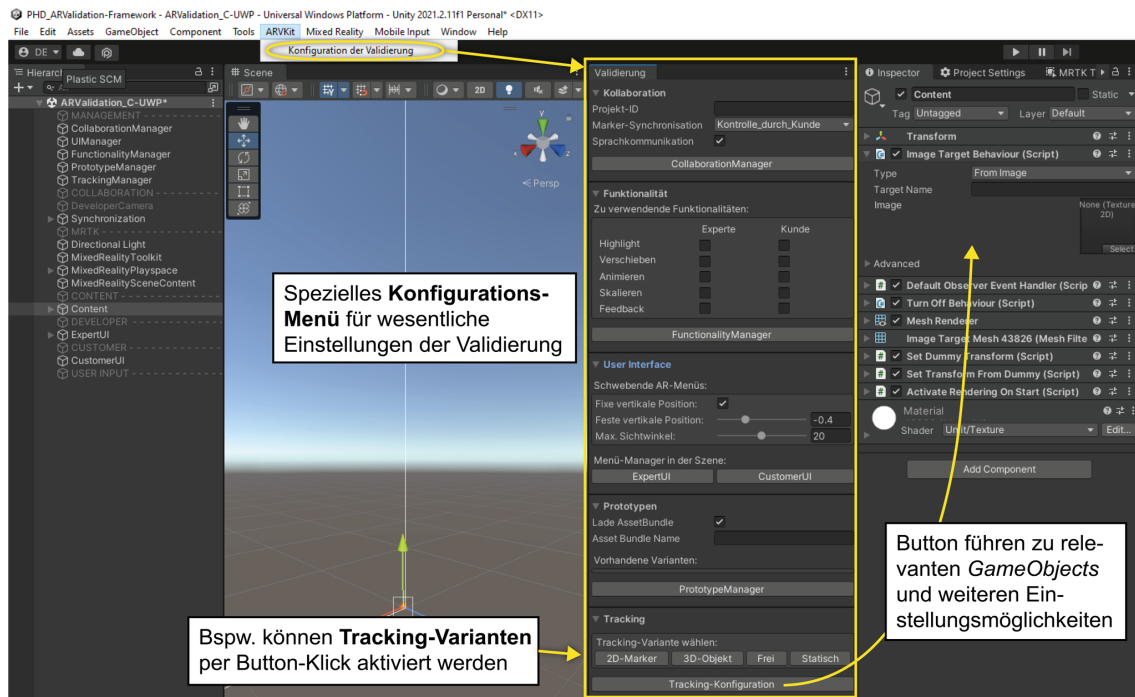 PHD_ARValidation-Framework - ARValidation_C-UWP - Universal Windows Platform - Unity 2021.2.11f1 Personal* <DX11>
File Edit Assets GameObject Component Tools ARVKit Mixed Reality Mobile Input Window Help
Konfiguration der Validierung
DE
Hierarc
Plastic SCM
ARValidation_C-UWP*
MANAGEMENT
CollaborationManager
UIManager
FunctionalityManager
PrototypeManager
TrackingManager
COLLABORATION
DeveloperCamera
Synchronization
MRTK
Directional Light
MixedRealityToolkit
MixedRealityPlayspace
MixedRealitySceneContent
CONTENT
Content
DEVELOPER
ExpertUI
CUSTOMER
CustomerUI
USER INPUT
Scene
2D
y
x
z
Persp
Spezielles Konfigurations-
Menü für wesentliche
Einstellungen der Validierung
Bspw. können Tracking-Varianten
per Button-Klick aktiviert werden
Validierung
Kollaboration
Projekt-ID
Marker-Synchronisation Kontrolle_durch_Kunde
Sprachkommunikation
CollaborationManager
Funktionalität
Zu verwendende Funktionalitäten:
Experte Kunde
Highlight
Verschieben
Animieren
Skalieren
Feedback
FunctionalityManager
User Interface
Schwebende AR-Menüs:
Fixe vertikale Position:
Feste vertikale Position: -0.4
Max. Sichtwinkel: 20
Menü-Manager in der Szene:
ExpertUI CustomerUI
Prototypen
Lade AssetBundle
Asset Bundle Name
Vorhandene Varianten:
PrototypeManager
Tracking
Tracking-Variante wählen:
2D-Marker 3D-Objekt Frei Statisch
Tracking-Konfiguration
Inspector Project Settings MRTK T
Content Static
Tag Untagged Layer Default
Transform
Image Target Behaviour (Script)
Type From Image
Target Name
Image None (Texture
2D)
Select
Advanced
Default Observer Event Handler (Scrip
Turn Off Behaviour (Script)
Mesh Renderer
Image Target Mesh 43826 (Mesh Filte
Set Dummy Transform (Script)
Set Transform From Dummy (Script)
Activate Rendering On Start (Script)
Material
Shader Unlit/Texture Edit...
Add Component
Button führen zu rele-
vanten GameObjects
und weiteren Ein-
stellungsmöglichkeiten